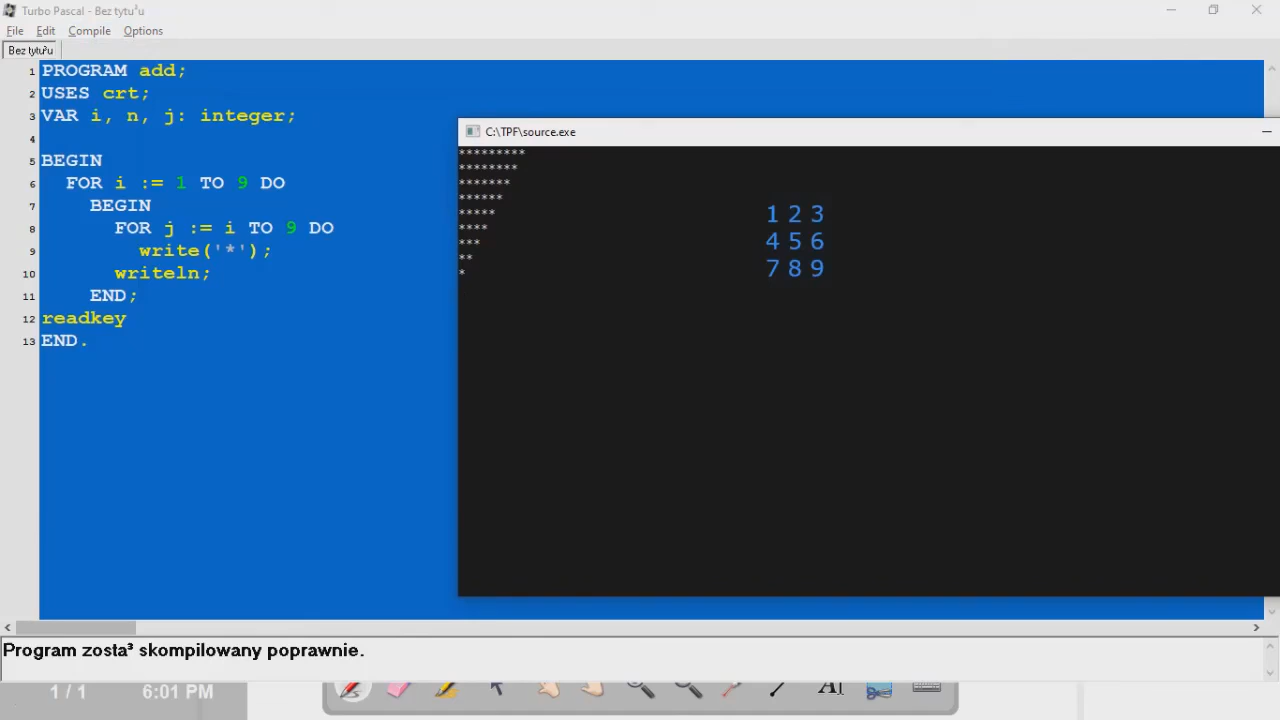 Turbo Pascal - Bez tytu³u
File Edit Compile Options
Bez tytu³u
1 PROGRAM add;
2 USES crt;
3 VAR i, n, j: integer;
4
5 BEGIN
6 FOR i := 1 TO 9 DO
7 BEGIN
8 FOR j := i TO 9 DO
9 write('*');
10 writeln;
11 END;
12 readkey
13 END.
C:\TPF\source.exe
*********
********
*******
******
*****
****
***
**
*
1 2 3
4 5 6
7 8 9
Program zosta³ skompilowany poprawnie.
1 / 1 6:01 PM
AI